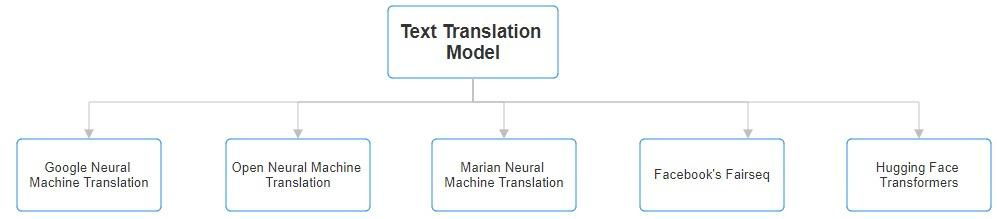 Text Translation
Model
Google Neural
Machine Translation
Open Neural Machine
Translation
Marian Neural
Machine Translation
Facebook's Fairseq
Hugging Face
Transformers